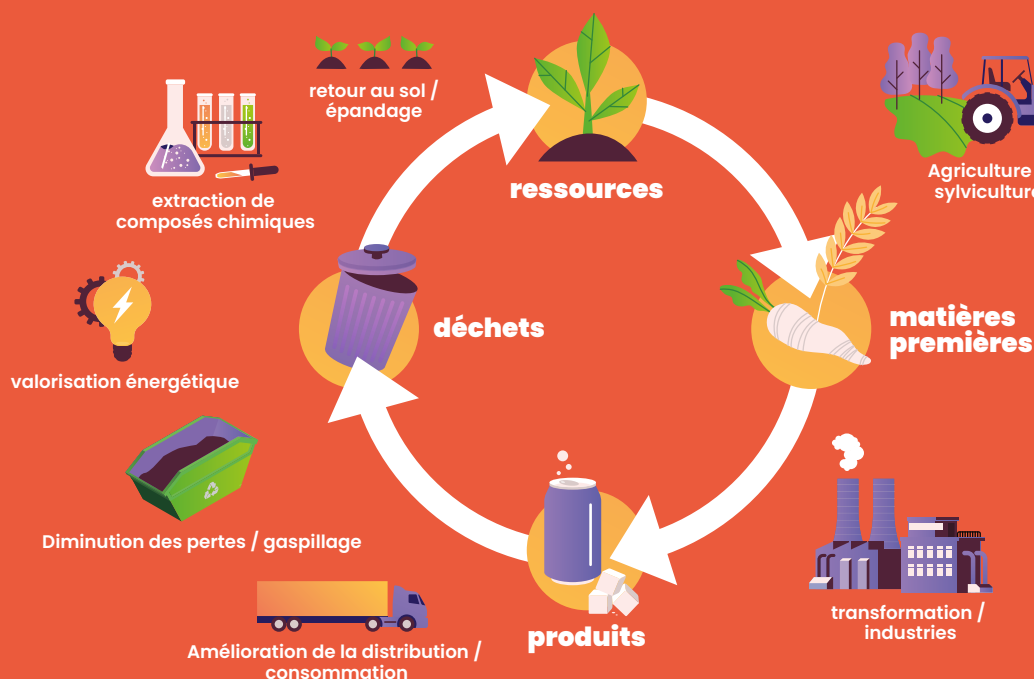 retour au sol /
épandage
extraction de
composés chimiques
ressources
Agriculture
sylviculture
déchets
matières
premières
valorisation énergétique
Diminution des pertes / gaspillage
transformation /
industries
produits
Amélioration de la distribution /
consommation